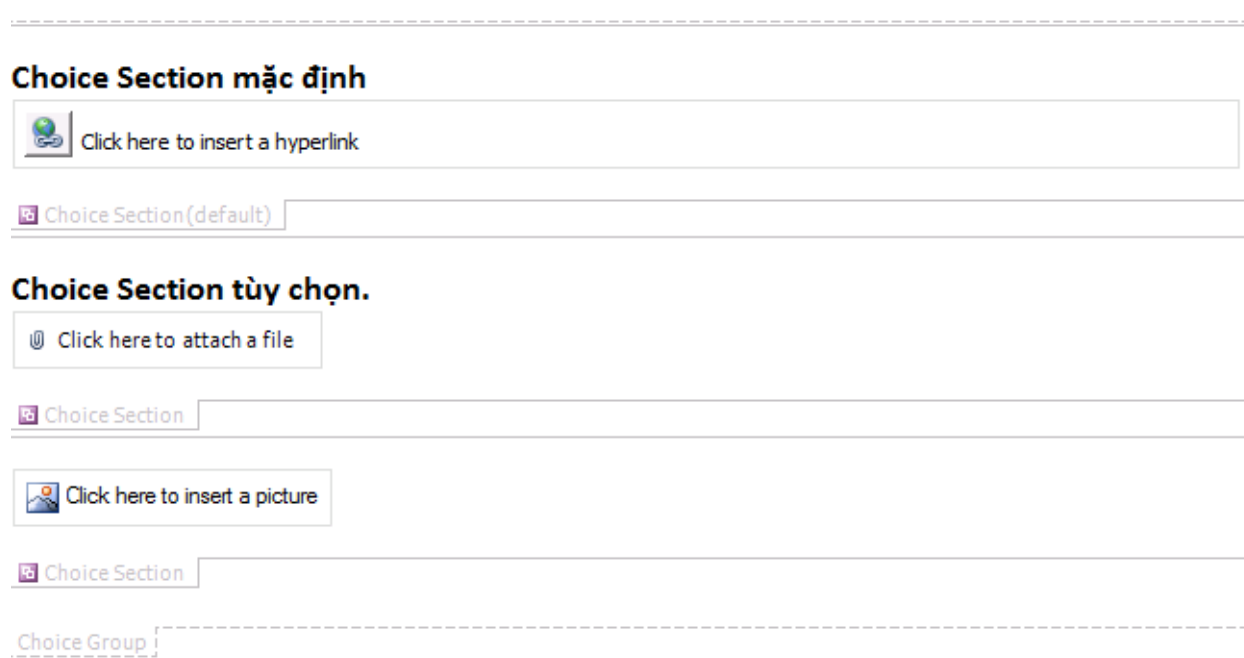 Choice Section mặc định
Click here to insert a hyperlink
Choice Section (default)
Choice Section tùy chọn.
Click here to attach a file
Choice Section
Click here to insert a picture
Choice Section
Choice Group